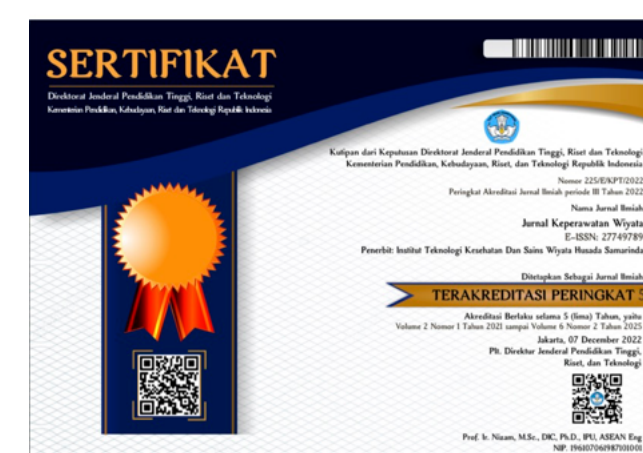 SERTIFIKAT
Direktorat Jenderal Pendidikan Tinggi, Riset dan Teknologi
Kementerian Pendidikan, Kebudayaan, Riset dan Teknologi Republik Indonesia
Kutipan dari Keputusan Direktorat Jenderal Pendidikan Tinggi, Riset dan Teknologi
Kementerian Pendidikan, Kebudayaan, Riset, dan Teknologi Republik Indonesia
Nomor 225/E/KPT/2022
Peringkat Akreditasi Jurnal Ilmiah periode III Tahun 2022
Nama Jurnal Ilmiah
Jurnal Keperawatan Wiyata
E-ISSN: 27749789
Penerbit: Institut Teknologi Kesehatan Dan Sains Wiyata Husada Samarinda
Ditetapkan Sebagai Jurnal Ilmiah
TERAKREDITASI PERINGKAT 5
Akreditasi Berlaku selama 5 (lima) Tahun, yaitu
Volume 2 Nomor 1 Tahun 2021 sampai Volume 6 Nomor 2 Tahun 2025
Jakarta, 07 December 2022
Plt. Direktur Jenderal Pendidikan Tinggi,
Riset, dan Teknologi
Prof. Ir. Nizam, M.Sc., DIC, Ph.D., IPU, ASEAN Eng
NIP. 196107061987101001